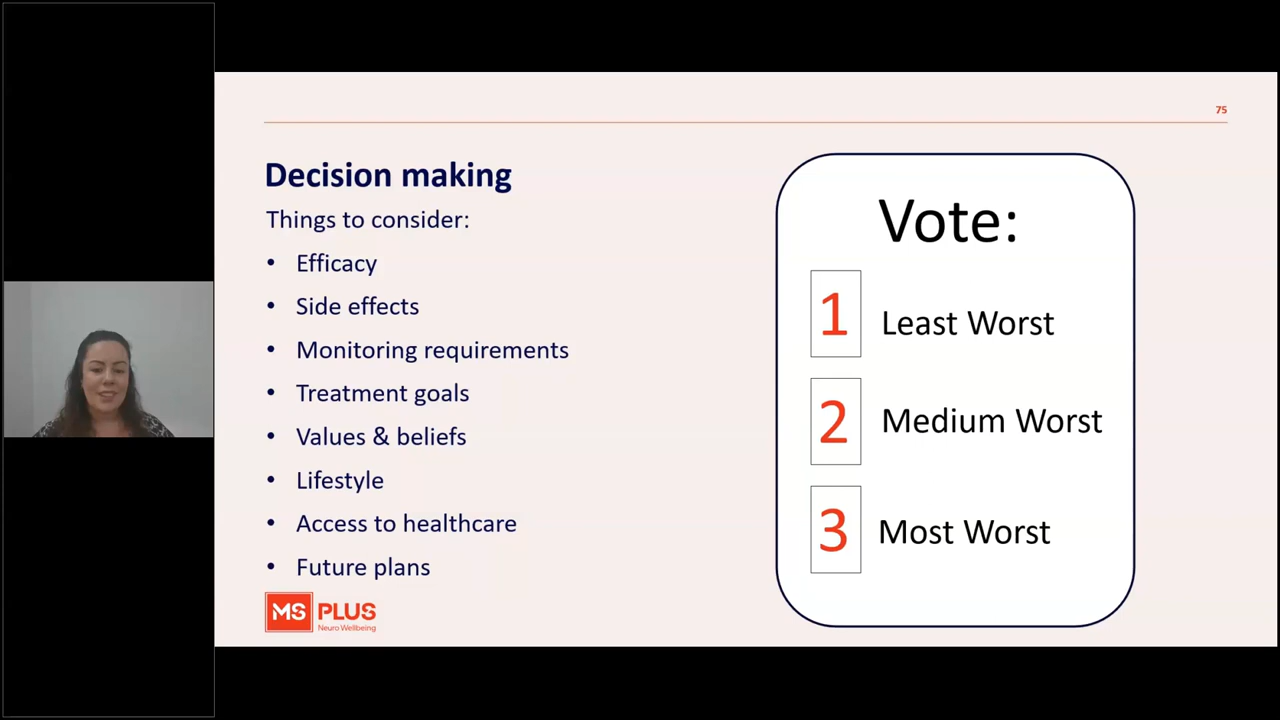 75
Decision making
Things to consider:
• Efficacy
• Side effects
• Monitoring requirements
• Treatment goals
• Values & beliefs
• Lifestyle
• Access to healthcare
• Future plans
MS PLUS
Neuro Wellbeing
Vote:
1 Least Worst
2 Medium Worst
3 Most Worst